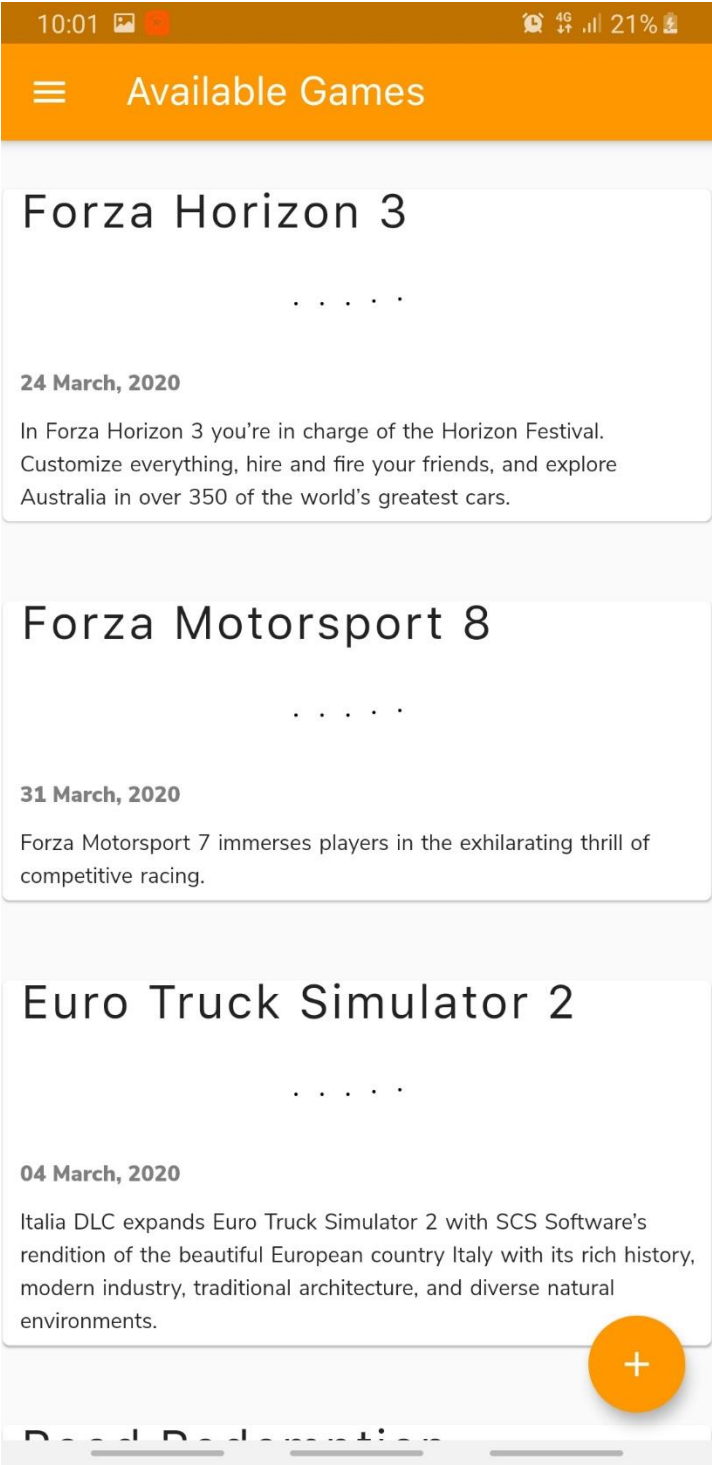 10:01 4G 21%
Available Games
Forza Horizon 3
. . . . .
24 March, 2020
In Forza Horizon 3 you’re in charge of the Horizon Festival.
Customize everything, hire and fire your friends, and explore
Australia in over 350 of the world’s greatest cars.
Forza Motorsport 8
. . . . .
31 March, 2020
Forza Motorsport 7 immerses players in the exhilarating thrill of
competitive racing.
Euro Truck Simulator 2
. . . . .
04 March, 2020
Italia DLC expands Euro Truck Simulator 2 with SCS Software’s
rendition of the beautiful European country Italy with its rich history,
modern industry, traditional architecture, and diverse natural
environments.
+